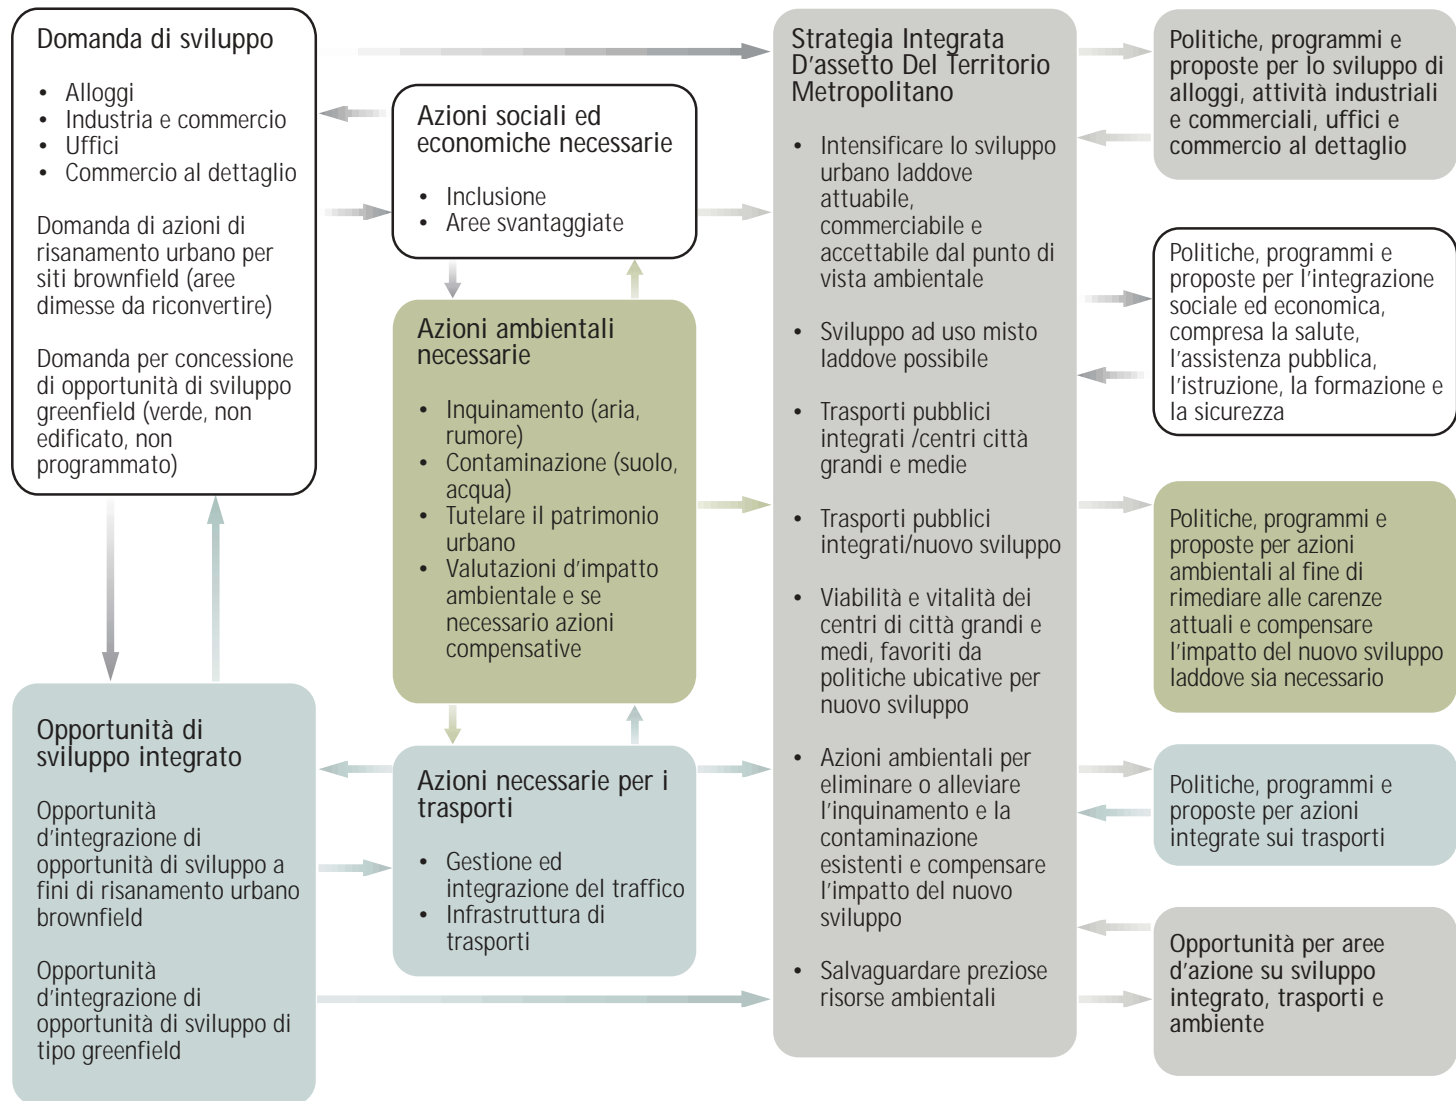 Domanda di sviluppo
• Alloggi
• Industria e commercio
• Uffici
• Commercio al dettaglio
Domanda di azioni di
risanamento urbano per
siti brownfield (aree
dimesse da riconvertire)
Domanda per concessione
di opportunità di sviluppo
greenfield (verde, non
edificato, non
programmato)
Opportunità di
sviluppo integrato
Opportunità
d'integrazione di
opportunità di sviluppo a
fini di risanamento urbano
brownfield
Opportunità
d'integrazione di
opportunità di sviluppo di
tipo greenfield
Azioni sociali ed
economiche necessarie
• Inclusione
• Aree svantaggiate
Azioni ambientali
necessarie
• Inquinamento (aria,
rumore)
• Contaminazione (suolo,
acqua)
• Tutelare il patrimonio
urbano
• Valutazioni d'impatto
ambientale e se
necessario azioni
compensative
Azioni necessarie per i
trasporti
• Gestione ed
integrazione del traffico
• Infrastruttura di
trasporti
Strategia Integrata
D'assetto Del Territorio
Metropolitano
• Intensificare lo sviluppo
urbano laddove
attuabile,
commerciabile e
accettabile dal punto di
vista ambientale
• Sviluppo ad uso misto
laddove possibile
• Trasporti pubblici
integrati /centri città
grandi e medie
• Trasporti pubblici
integrati/nuovo sviluppo
• Viabilità e vitalità dei
centri di città grandi e
medi, favoriti da
politiche ubicative per
nuovo sviluppo
• Azioni ambientali per
eliminare o alleviare
l'inquinamento e la
contaminazione
esistenti e compensare
l'impatto del nuovo
sviluppo
• Salvaguardare preziose
risorse ambientali
Politiche, programmi e
proposte per lo sviluppo di
alloggi, attività industriali
e commerciali, uffici e
commercio al dettaglio
Politiche, programmi e
proposte per l'integrazione
sociale ed economica,
compresa la salute,
l'assistenza pubblica,
l'istruzione, la formazione e
la sicurezza
Politiche, programmi e
proposte per azioni
ambientali al fine di
rimediare alle carenze
attuali e compensare
l'impatto del nuovo sviluppo
laddove sia necessario
Politiche, programmi e
proposte per azioni
integrate sui trasporti
Opportunità per aree
d'azione su sviluppo
integrato, trasporti e
ambiente